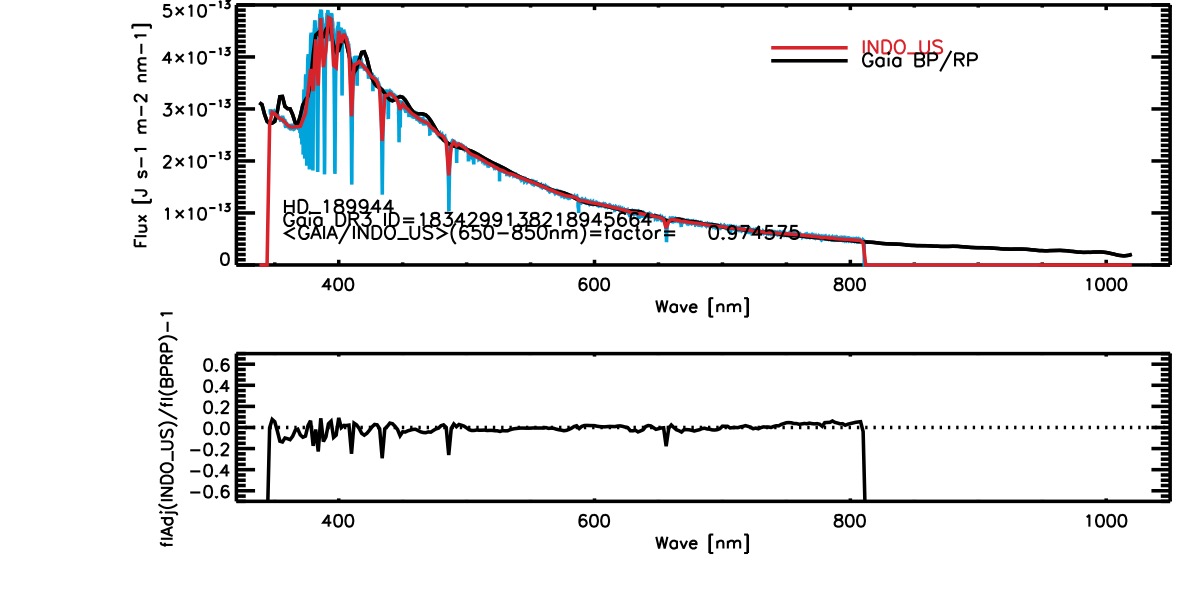 5×10−13
4×10−13
3×10−13
2×10−13
1×10−13
0
Flux [J s−1 m−2 nm−1]
INDO_US
Gaia BP/RP
HD_189944
Gaia DR3_ID=1834299138218945664
<GAIA/INDO_US>(650−850nm)=factor= 0.974575
400 600 800 1000
Wave [nm]
0.6
0.4
0.2
0.0
−0.2
−0.4
−0.6
flAdj(INDO_US)/fl(BPRP)−1
400 600 800 1000
Wave [nm]